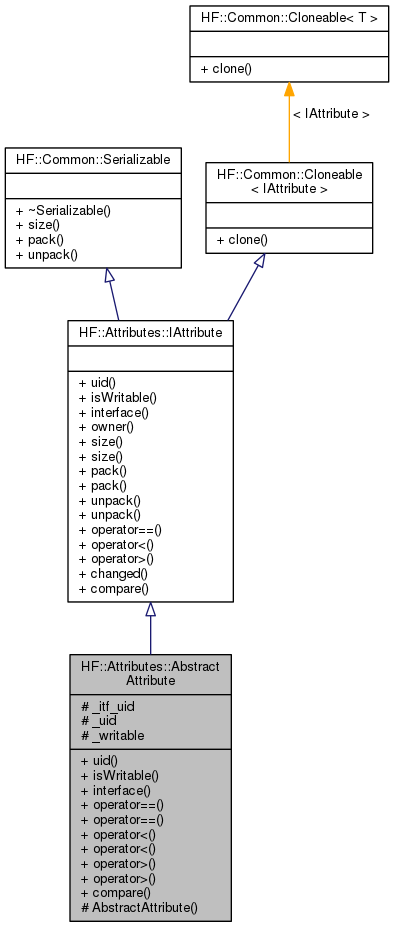 HF::Common::Cloneable< T >
+ clone()
< IAttribute >
HF::Common::Serializable
+ ~Serializable()
+ size()
+ pack()
+ unpack()
HF::Common::Cloneable
< IAttribute >
+ clone()
HF::Attributes::IAttribute
+ uid()
+ isWritable()
+ interface()
+ owner()
+ size()
+ size()
+ pack()
+ pack()
+ unpack()
+ unpack()
+ operator==()
+ operator<()
+ operator>()
+ changed()
+ compare()
HF::Attributes::Abstract
Attribute
# _itf_uid
# _uid
# _writable
+ uid()
+ isWritable()
+ interface()
+ operator==()
+ operator==()
+ operator<()
+ operator<()
+ operator>()
+ operator>()
+ compare()
# AbstractAttribute()